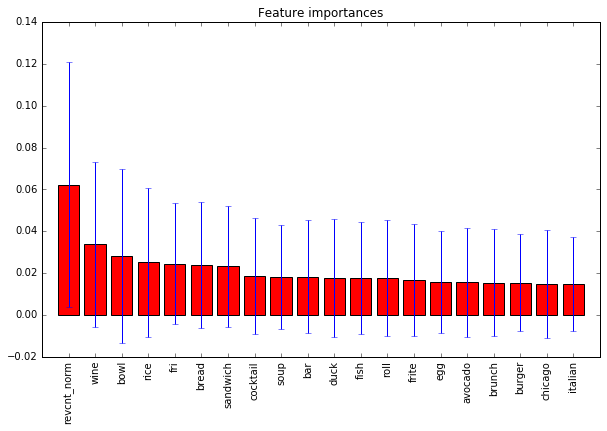 Feature importances
0.14
0.12
0.10
0.08
0.06
0.04
0.02
0.00
−0.02
revcnt_norm
wine
bowl
rice
fri
bread
sandwich
cocktail
soup
bar
duck
fish
roll
frite
egg
avocado
brunch
burger
chicago
italian